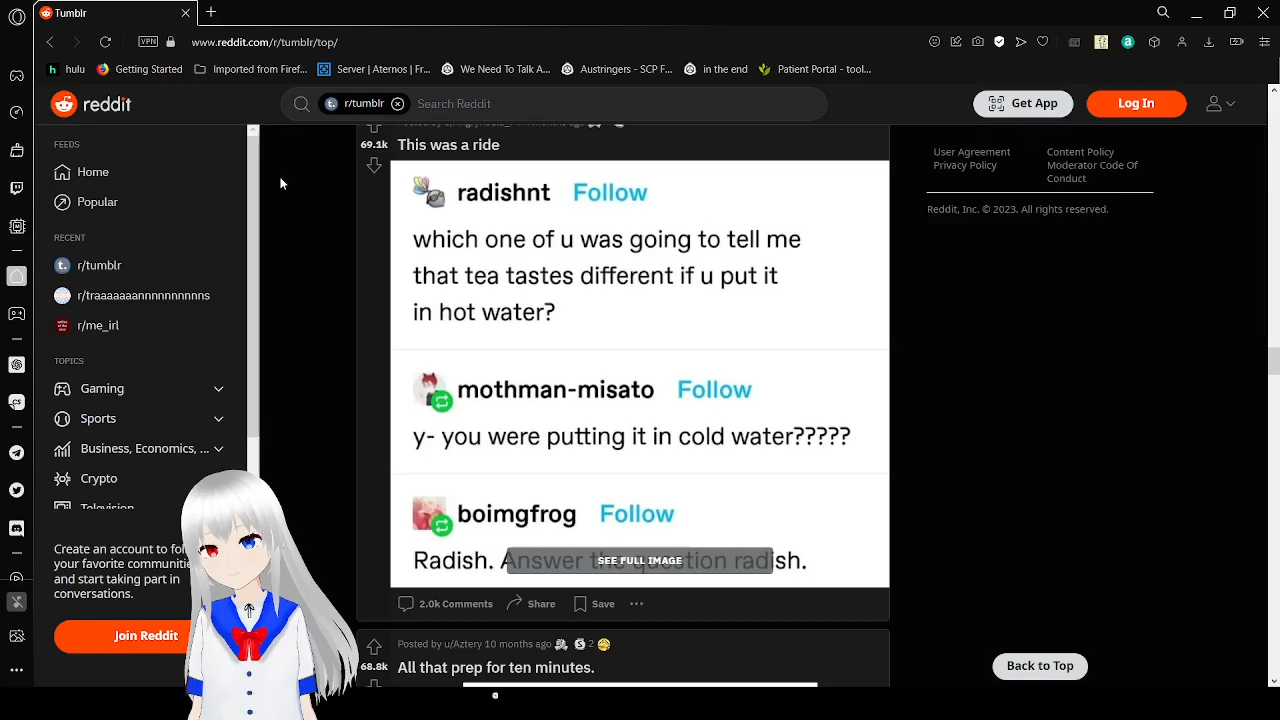 Tumblr
VPN
www.reddit.com/r/tumblr/top/
hulu
Getting Started
Imported from Firef...
Server | Aternos | Fr...
We Need To Talk A...
Austringers - SCP F...
in the end
Patient Portal - tool...
reddit
r/tumblr
Search Reddit
Get App
Log In
FEEDS
Home
Popular
RECENT
r/tumblr
r/traaaaaaannnnnnnnnns
r/me_irl
TOPICS
Gaming
Sports
Business, Economics, ...
Crypto
Television
Create an account to fol
your favorite communitie
and start taking part in
conversations.
Join Reddit
69.1k
This was a ride
radishnt Follow
which one of u was going to tell me
that tea tastes different if u put it
in hot water?
mothman-misato Follow
y- you were putting it in cold water?????
boimgfrog Follow
Radish. Answer the question radish.
SEE FULL IMAGE
2.0k Comments
Share
Save
68.8k
Posted by u/Aztery 10 months ago
2
All that prep for ten minutes.
User Agreement
Privacy Policy
Content Policy
Moderator Code Of
Conduct
Reddit, Inc. © 2023. All rights reserved.
Back to Top